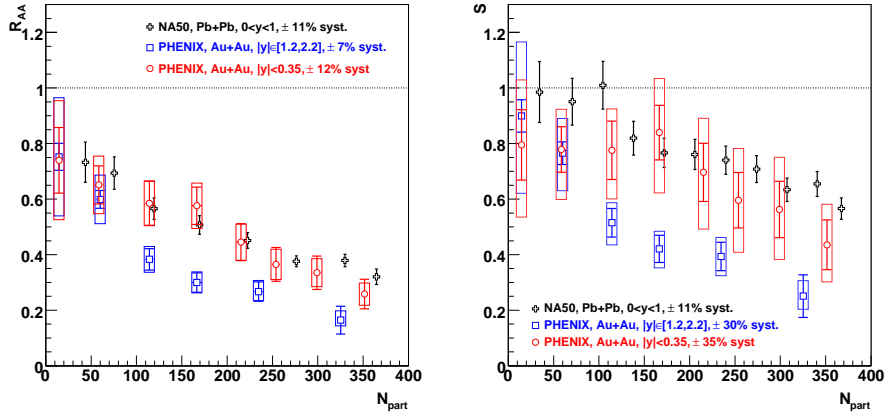 R_AA
NA50, Pb+Pb, 0<y<1, ± 11% syst.
PHENIX, Au+Au, |y|∈[1.2,2.2], ± 7% syst.
PHENIX, Au+Au, |y|<0.35, ± 12% syst
1.2
1
0.8
0.6
0.4
0.2
0
0 50 100 150 200 250 300 350 400
N_part
S
1.2
1
0.8
0.6
0.4
0.2
0
NA50, Pb+Pb, 0<y<1, ± 11% syst.
PHENIX, Au+Au, |y|∈[1.2,2.2], ± 30% syst.
PHENIX, Au+Au, |y|<0.35, ± 35% syst
0 50 100 150 200 250 300 350 400
N_part